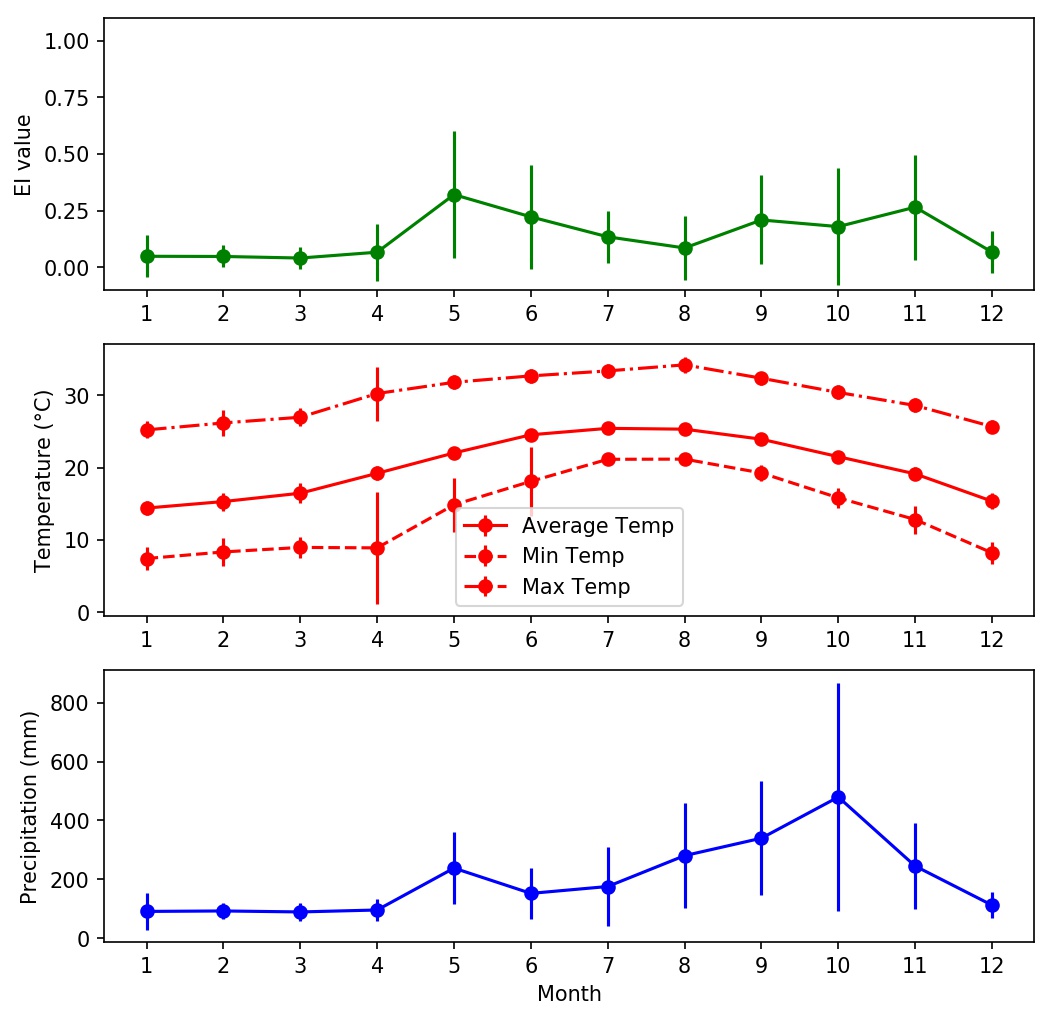 1.00
0.75
0.50
0.25
0.00
EI value
1 2 3 4 5 6 7 8 9 10 11 12
30
20
10
0
Temperature (°C)
Average Temp
Min Temp
Max Temp
1 2 3 4 5 6 7 8 9 10 11 12
800
600
400
200
0
Precipitation (mm)
1 2 3 4 5 6 7 8 9 10 11 12
Month